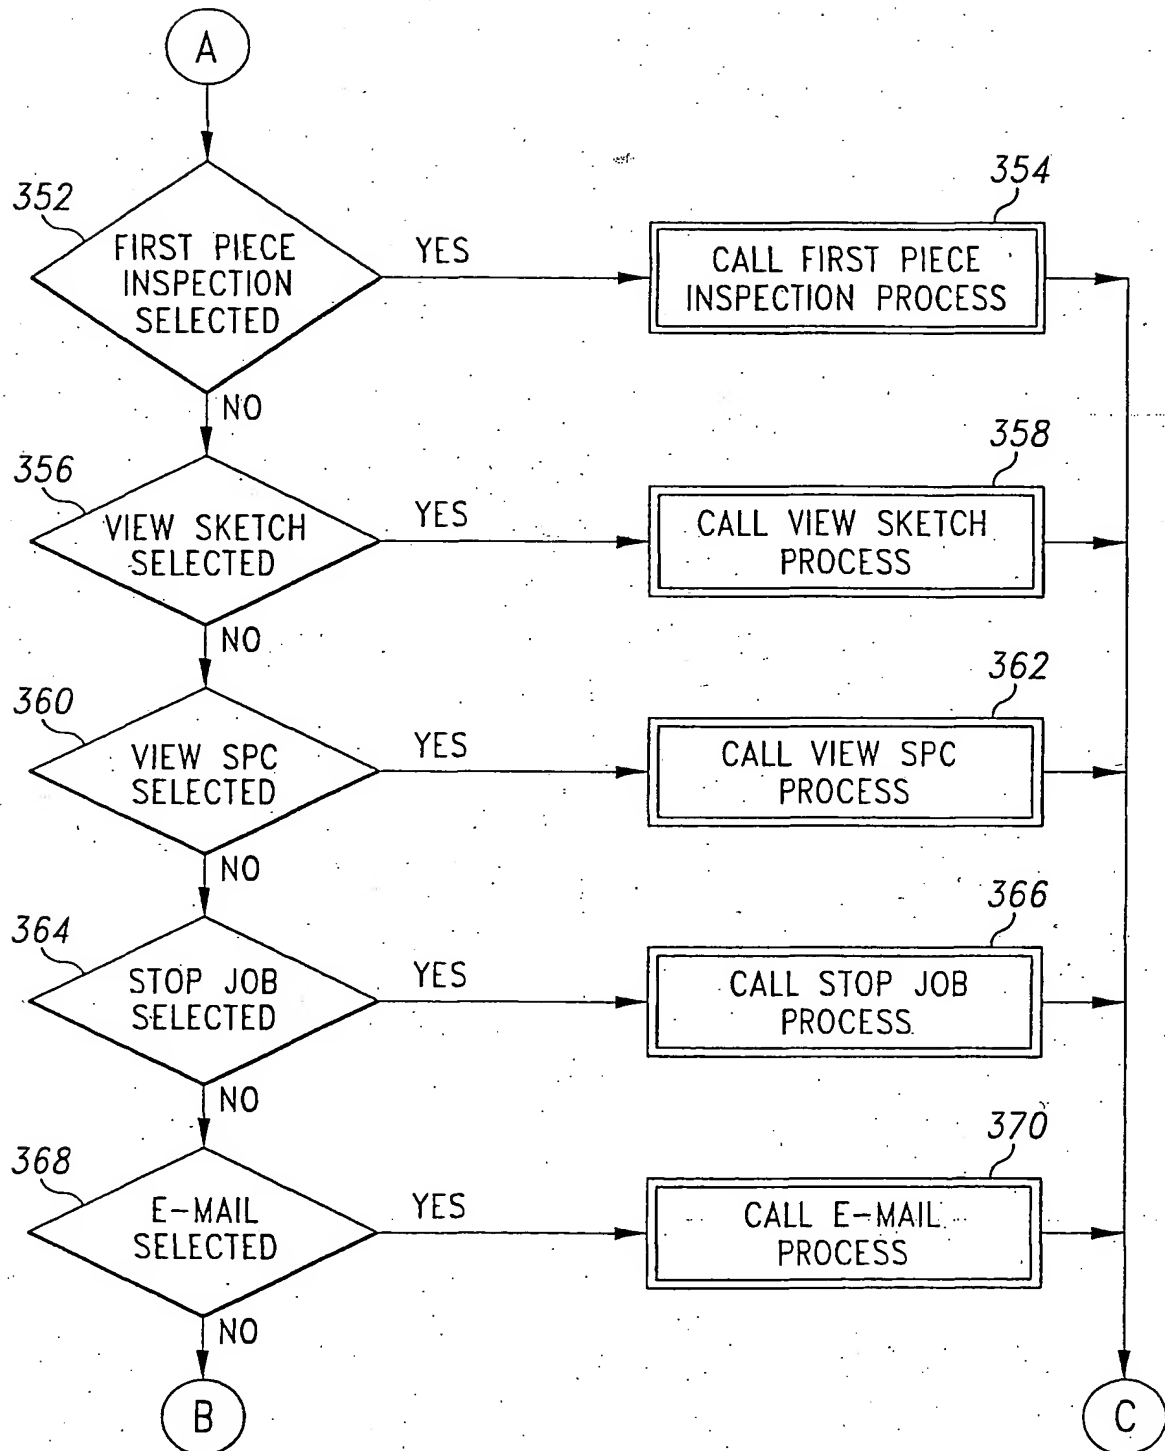 A
352
FIRST PIECE
INSPECTION
SELECTED
YES
354
CALL FIRST PIECE
INSPECTION PROCESS
NO
356
VIEW SKETCH
SELECTED
YES
358
CALL VIEW SKETCH
PROCESS
NO
360
VIEW SPC
SELECTED
YES
362
CALL VIEW SPC
PROCESS
NO
364
STOP JOB
SELECTED
YES
366
CALL STOP JOB
PROCESS
NO
368
E-MAIL
SELECTED
YES
370
CALL E-MAIL
PROCESS
NO
B
C